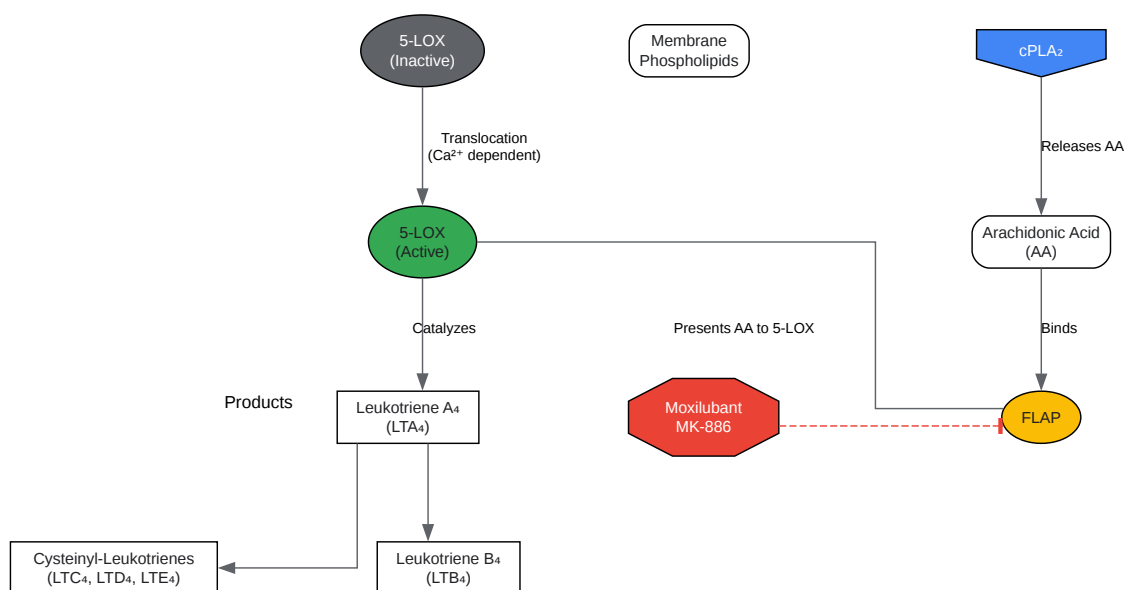 5-LOX
(Inactive)
Membrane
Phospholipids
cPLA₂
Translocation
(Ca²⁺ dependent)
Releases AA
5-LOX
(Active)
Arachidonic Acid
(AA)
Catalyzes
Presents AA to 5-LOX
Binds
Products
Leukotriene A₄
(LTA₄)
Moxilubant
MK-886
FLAP
Cysteinyl-Leukotrienes
(LTC₄, LTD₄, LTE₄)
Leukotriene B₄
(LTB₄)